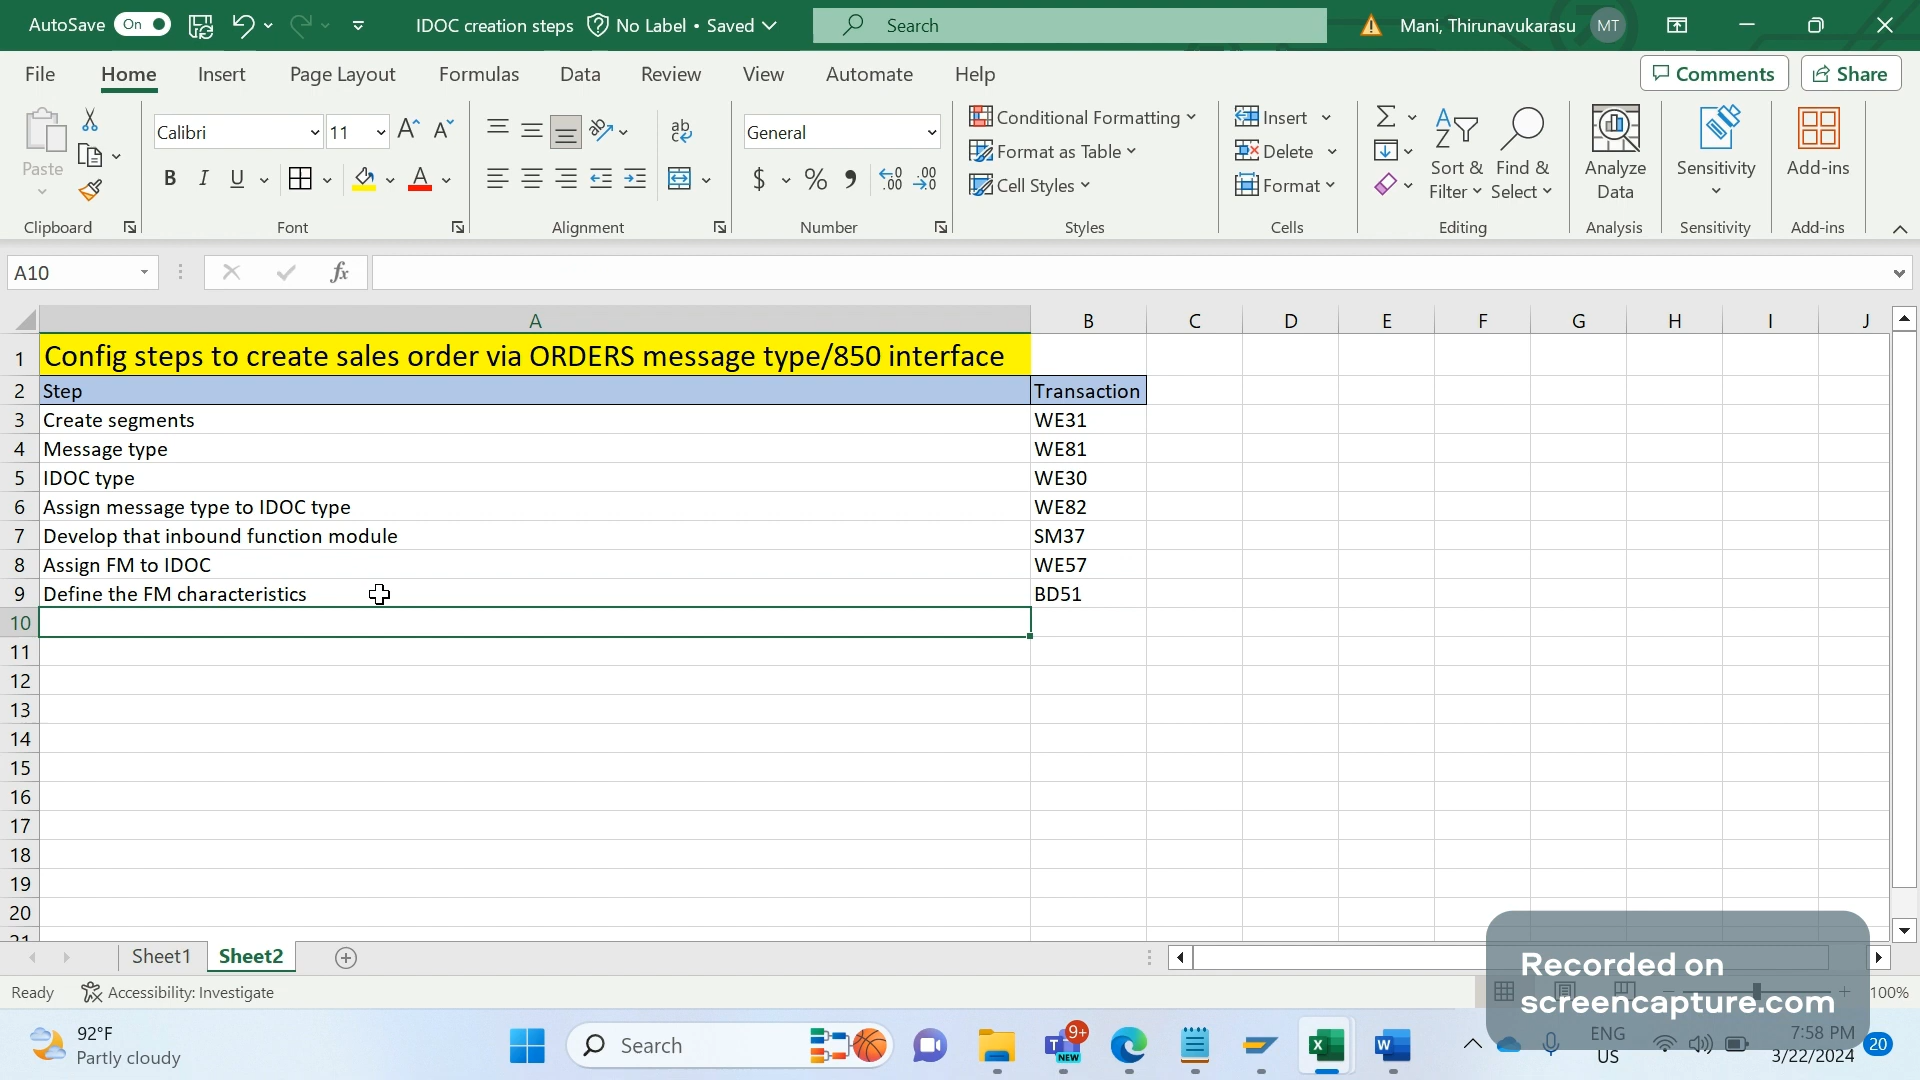 AutoSave On IDOC creation steps No Label • Saved Search Mani, Thirunavukarasu MT
File Home Insert Page Layout Formulas Data Review View Automate Help Comments Share
Paste Calibri 11 General Conditional Formatting Format as Table Cell Styles Insert Delete Format Sort & Filter Find & Select Analyze Data Sensitivity Add-ins
Clipboard Font Alignment Number Styles Cells Editing Analysis Sensitivity Add-ins
A10 fx
A B C D E F G H I J
1 Config steps to create sales order via ORDERS message type/850 interface
2 Step Transaction
3 Create segments WE31
4 Message type WE81
5 IDOC type WE30
6 Assign message type to IDOC type WE82
7 Develop that inbound function module SM37
8 Assign FM to IDOC WE57
9 Define the FM characteristics BD51
10
11
12
13
14
15
16
17
18
19
20
21
Sheet1 Sheet2
Ready Accessibility: Investigate 100%
Recorded on
screencapture.com
92°F
Partly cloudy
Search
9+
NEW
ENG
US
7:58 PM
3/22/2024
20